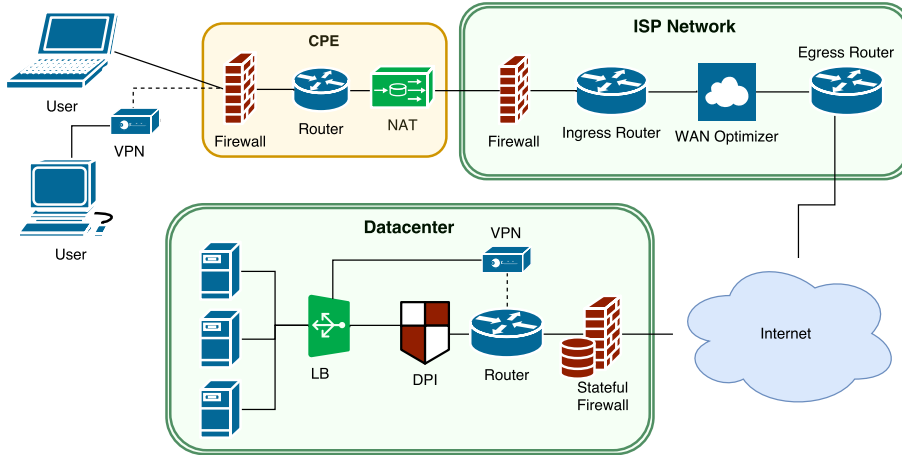 CPE
ISP Network
Egress Router
User
Firewall
Router
NAT
Firewall
Ingress Router
WAN Optimizer
VPN
User
Datacenter
VPN
Internet
LB
DPI
Router
Stateful
Firewall